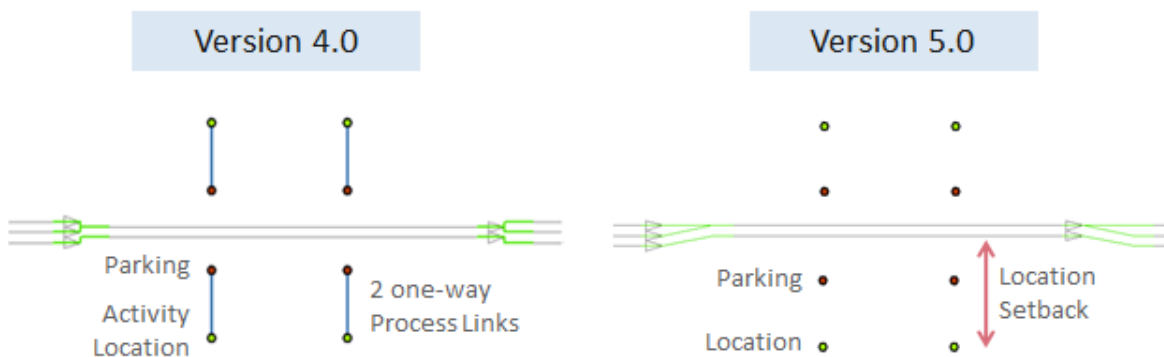 Version 4.0
Version 5.0
Parking
Activity
Location
2 one-way
Process Links
Parking
Location
Location
Setback